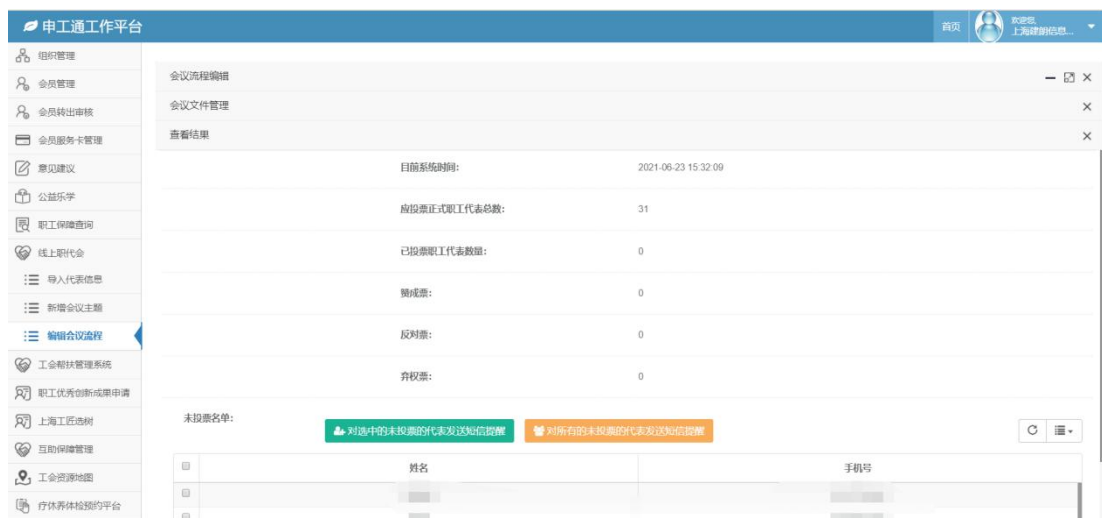 申工通工作平台
首页
欢迎您,
上海建朗信息...
组织管理
会员管理
会员转出审核
会员服务卡管理
意见建议
公益乐学
职工保障查询
线上职代会
导入代表信息
新增会议主题
编辑会议流程
工会帮扶管理系统
职工优秀创新成果申请
上海工匠选树
互助保障管理
工会资源地图
疗休养体检预约平台
会议流程编辑
会议文件管理
查看结果
目前系统时间: 2021-06-23 15:32:09
应投票正式职工代表总数: 31
已投票职工代表数量: 0
赞成票: 0
反对票: 0
弃权票: 0
未投票名单:
对选中的未投票的代表发送短信提醒 对所有的未投票的代表发送短信提醒
姓名 手机号